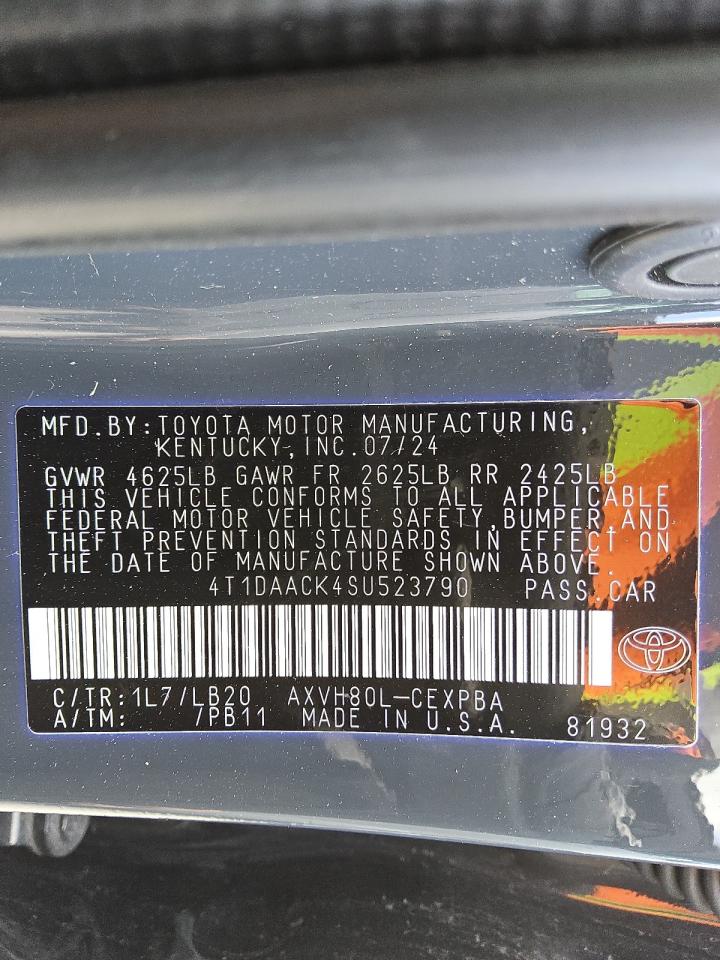 MFD.BY:TOYOTA MOTOR MANUFACTURING,
KENTUCKY,INC.07/24
GVWR 4625LB GAWR FR 2625LB RR 2425LB
THIS VEHICLE CONFORMS TO ALL APPLICABLE
FEDERAL MOTOR VEHICLE SAFETY,BUMPER,AND
THEFT PREVENTION STANDARDS IN EFFECT ON
THE DATE OF MANUFACTURE SHOWN ABOVE.
4T1DAACK4SU523790 PASS.CAR
C/TR:1L7/LB20 AXVH80L-CEXPBA
A/TM: /PB11 MADE IN U.S.A. 81932